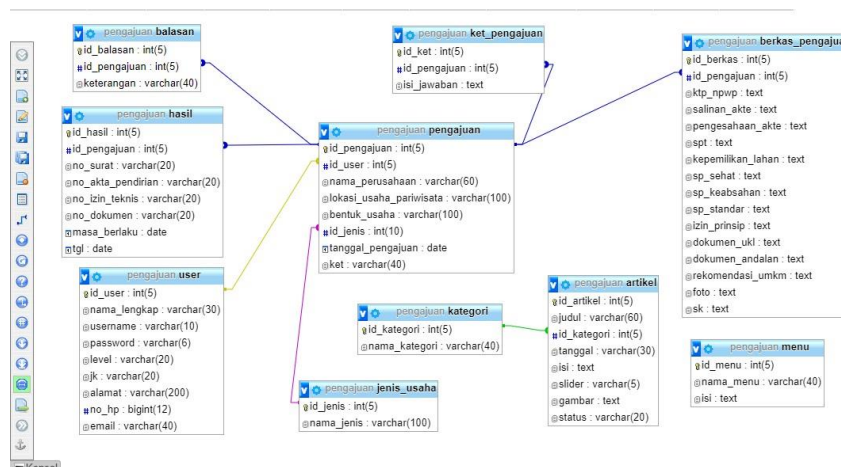 pengajuan balasan
id_balasan : int(5)
#id_pengajuan : int(5)
keterangan : varchar(40)
pengajuan ket_pengajuan
id_ket : int(5)
#id_pengajuan : int(5)
isi_jawaban : text
pengajuan berkas_pengajua
id_berkas : int(5)
#id_pengajuan : int(5)
ktp_npwp : text
salinan_akte : text
pengesahaan_akte : text
spt : text
kepemilikan_lahan : text
sp_sehat : text
sp_keabsahan : text
sp_standar : text
izin_prinsip : text
dokumen_ukl : text
dokumen_andalan : text
rekomendasi_umkm : text
foto : text
sk : text
pengajuan hasil
id_hasil : int(5)
#id_pengajuan : int(5)
no_surat : varchar(20)
no_akta_pendirian : varchar(20)
no_izin_teknis : varchar(20)
no_dokumen : varchar(20)
masa_berlaku : date
tgl : date
pengajuan pengajuan
id_pengajuan : int(5)
#id_user : int(5)
nama_perusahaan : varchar(60)
lokasi_usaha_pariwisata : varchar(100)
bentuk_usaha : varchar(100)
#id_jenis : int(10)
tanggal_pengajuan : date
ket : varchar(40)
pengajuan user
id_user : int(5)
nama_lengkap : varchar(30)
username : varchar(10)
password : varchar(6)
level : varchar(20)
jk : varchar(20)
alamat : varchar(200)
#no_hp : bigint(12)
email : varchar(40)
pengajuan kategori
id_kategori : int(5)
nama_kategori : varchar(40)
pengajuan artikel
id_artikel : int(5)
judul : varchar(60)
#id_kategori : int(5)
tanggal : varchar(30)
isi : text
slider : varchar(5)
gambar : text
status : varchar(20)
pengajuan menu
id_menu : int(5)
nama_menu : varchar(40)
isi : text
pengajuan jenis_usaha
id_jenis : int(5)
nama_jenis : varchar(100)